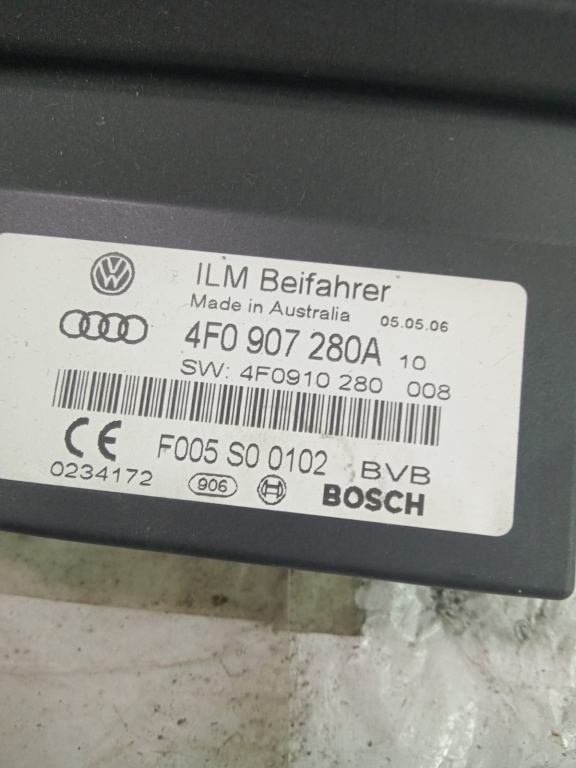 ILM Beifahrer
Made in Australia 05.05.06
4F0 907 280A 10
SW: 4F0910 280 008
CE F005 S0 0102 BVB
0234172 906 BOSCH